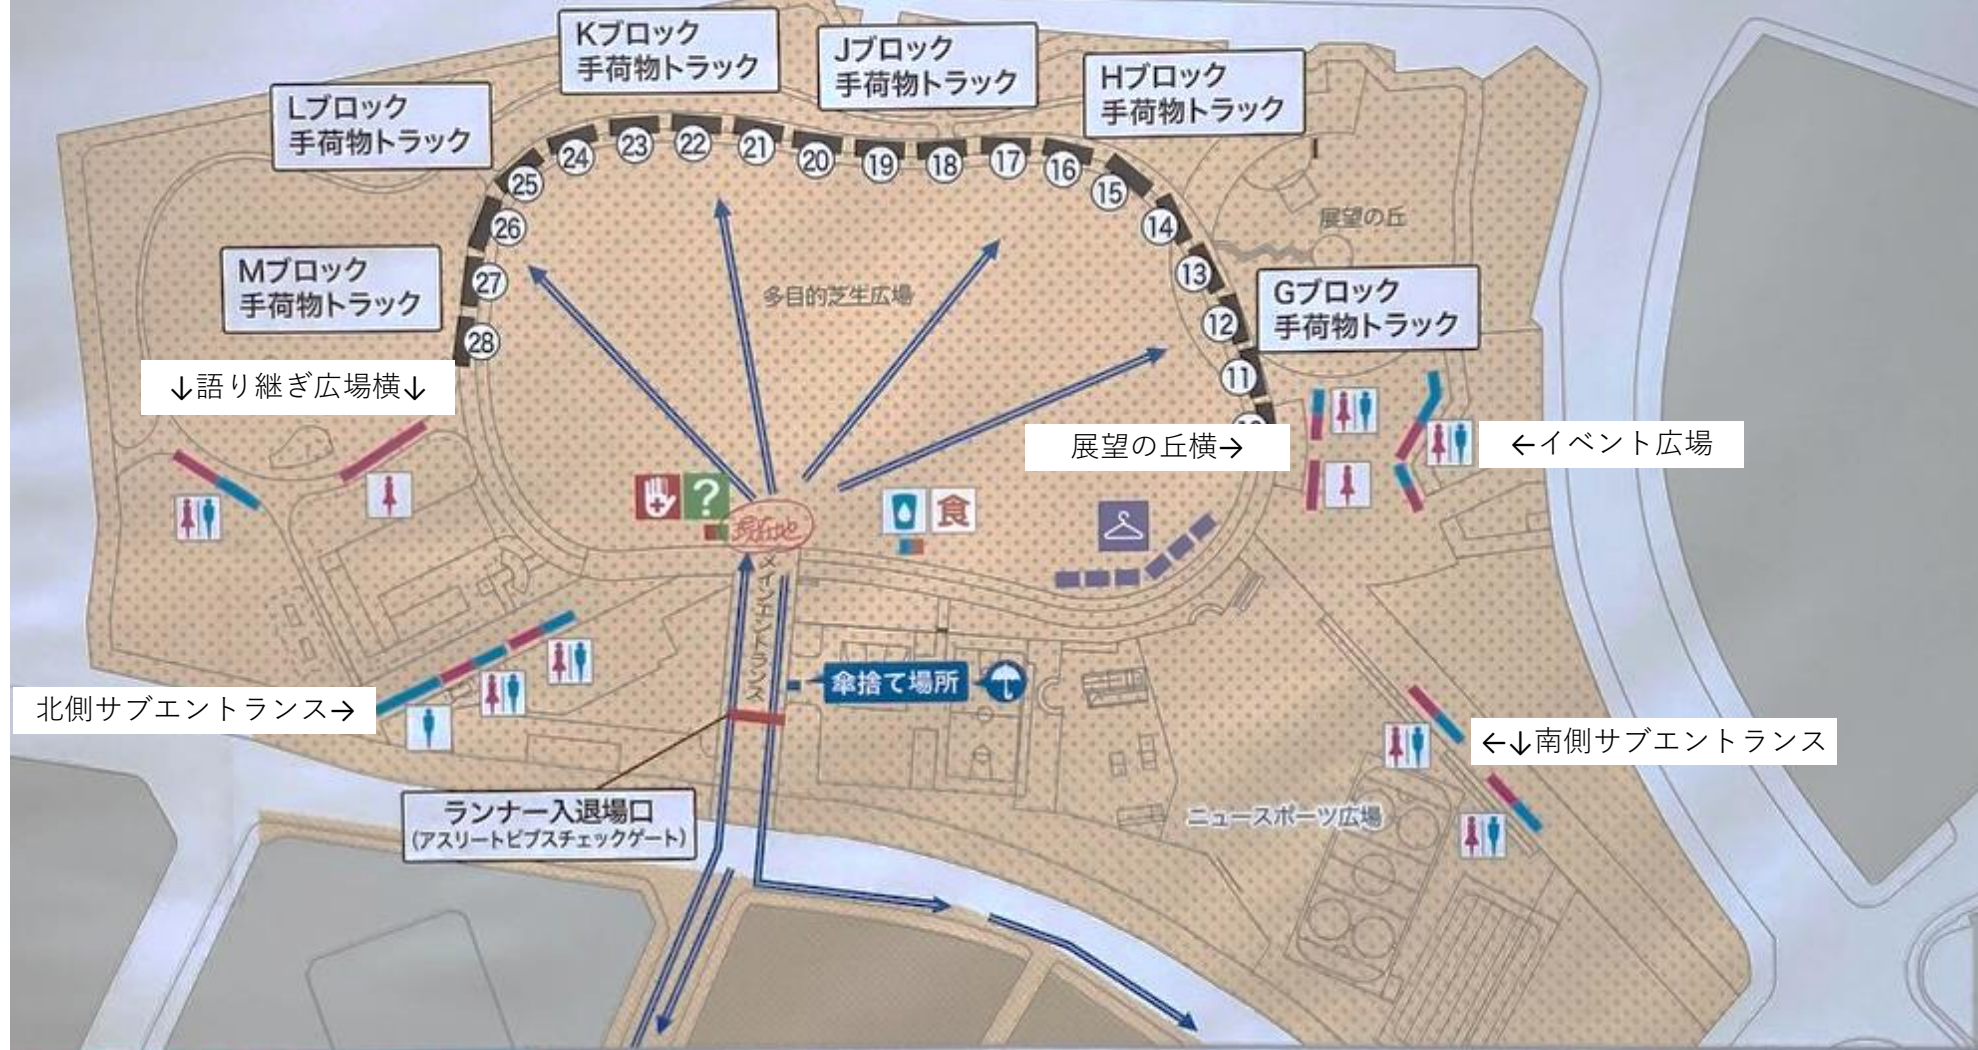 Kブロック
手荷物トラック
Jブロック
手荷物トラック
Hブロック
手荷物トラック
Lブロック
手荷物トラック
Mブロック
手荷物トラック
Gブロック
手荷物トラック
28
27
26
25
24
23
22
21
20
19
18
17
16
15
14
13
12
11
展望の丘
多目的芝生広場
↓語り継ぎ広場横↓
展望の丘横→
←イベント広場
?
現在地
食
メインエントランス
傘捨て場所
北側サブエントランス→
←↓南側サブエントランス
ランナー入退場口
(アスリートビブスチェックゲート)
ニュースポーツ広場